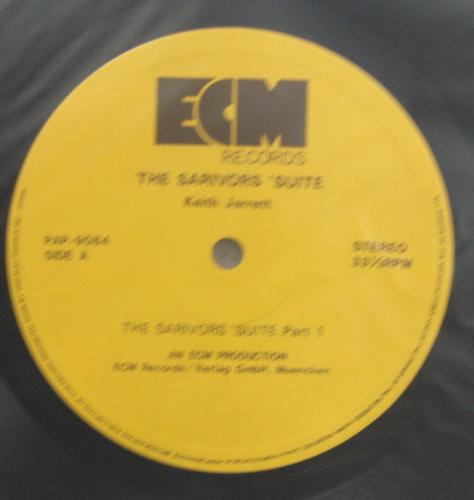 ECM
RECORDS
THE SARIVORS 'SUITE
Keith Jarrett
PAP-9084
SIDE A
STEREO
33⅓RPM
THE SARIVORS 'SUITE Part 1
AN ECM PRODUCTION
ECM Records/Verlag GmbH, Muenchen